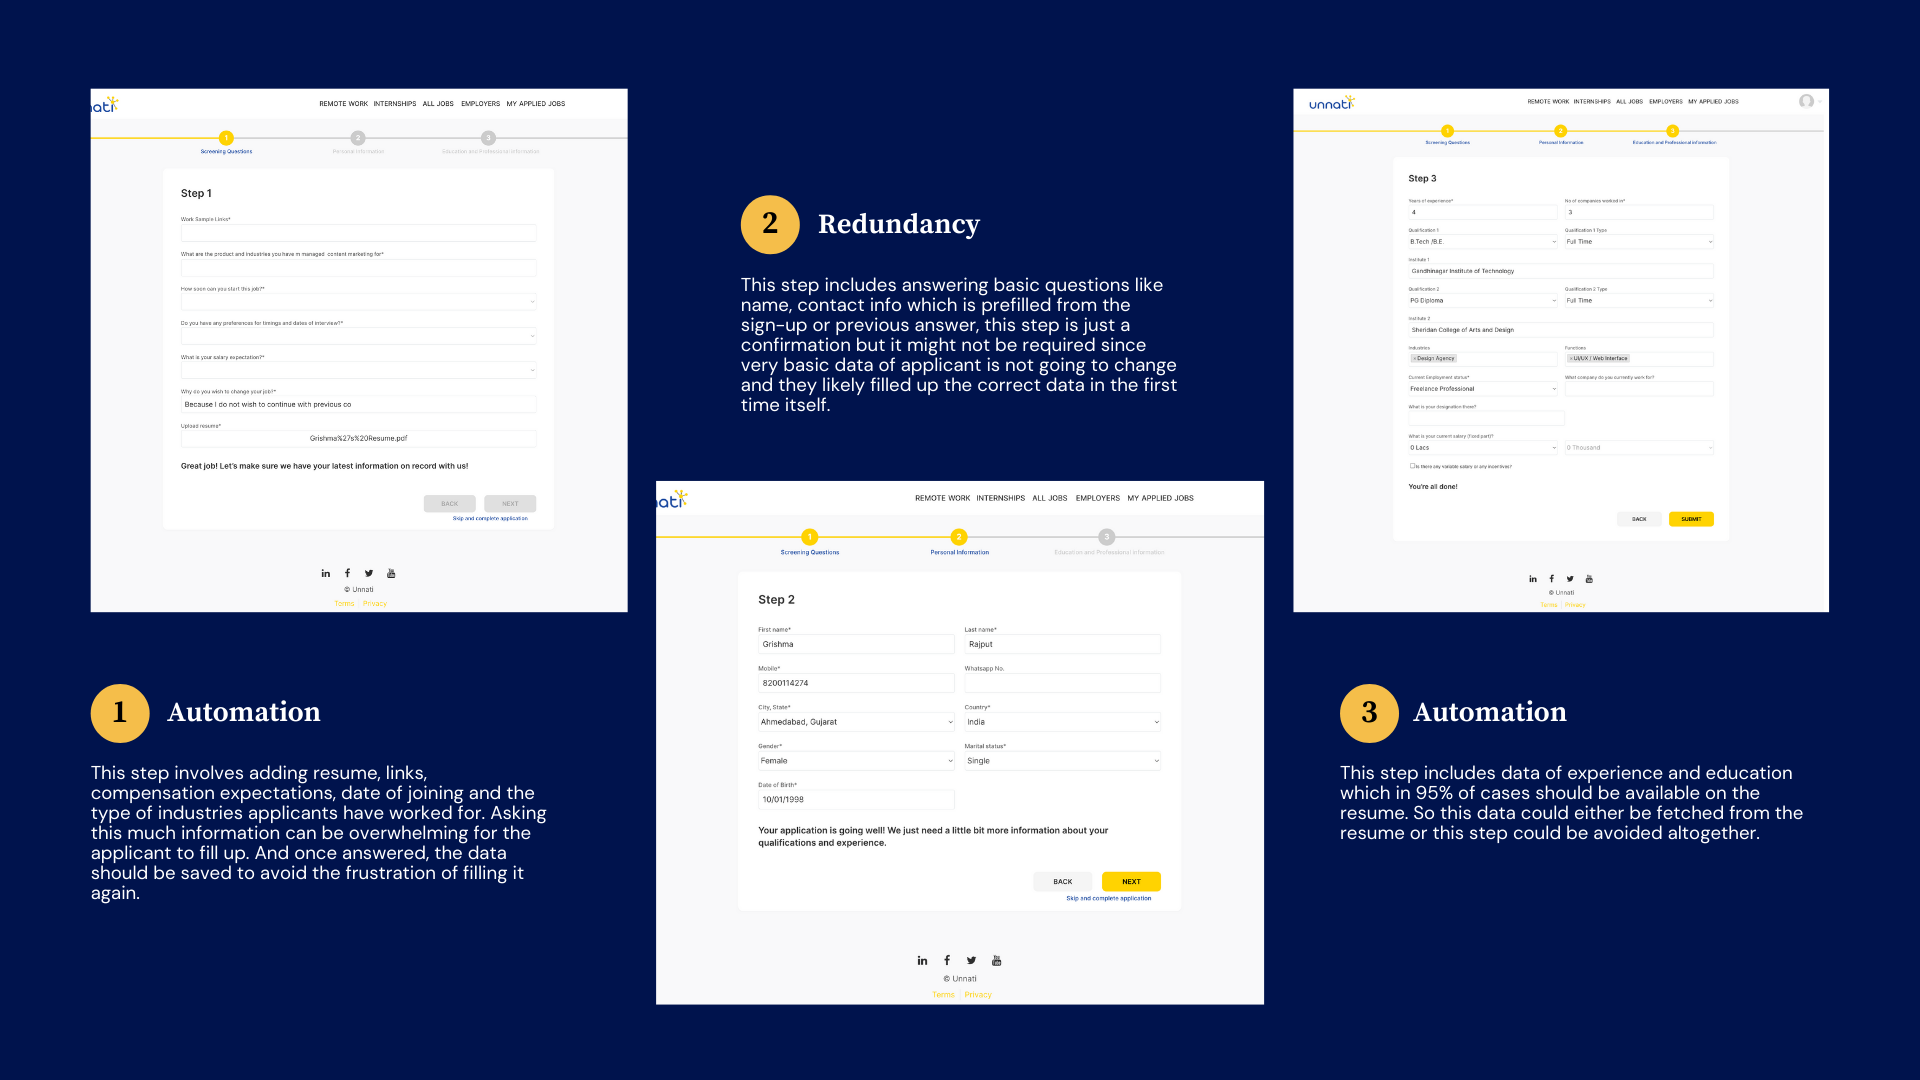 ati
REMOTE WORK INTERNSHIPS ALL JOBS EMPLOYERS MY APPLIED JOBS
1 2 3
Screening Questions Personal Information Education and Professional Information
Step 1
Work Sample Links*
What are the product and industries you have m managed content marketing for*
How soon can you start this job?*
Do you have any preferences for timings and dates of interview?*
What is your salary expectation?*
Why do you wish to change your job?*
Because I do not wish to continue with previous co
Upload resume*
Grishma%27s%20Resume.pdf
Great job! Let's make sure we have your latest information on record with us!
BACK NEXT
Skip and complete application
in f
© Unnati
Terms | Privacy
1 Automation
This step involves adding resume, links,
compensation expectations, date of joining and the
type of industries applicants have worked for. Asking
this much information can be overwhelming for the
applicant to fill up. And once answered, the data
should be saved to avoid the frustration of filling it
again.
2 Redundancy
This step includes answering basic questions like
name, contact info which is prefilled from the
sign-up or previous answer, this step is just a
confirmation but it might not be required since
very basic data of applicant is not going to change
and they likely filled up the correct data in the first
time itself.
nati
REMOTE WORK INTERNSHIPS ALL JOBS EMPLOYERS MY APPLIED JOBS
1 2 3
Screening Questions Personal Information Education and Professional Information
Step 2
First name* Last name*
Grishma Rajput
Mobile* Whatsapp No.
8200114274
City, State* Country*
Ahmedabad, Gujarat India
Gender* Marital status*
Female Single
Date of Birth*
10/01/1998
Your application is going well! We just need a little bit more information about your
qualifications and experience.
BACK NEXT
Skip and complete application
in f
© Unnati
Terms | Privacy
unnati
REMOTE WORK INTERNSHIPS ALL JOBS EMPLOYERS MY APPLIED JOBS
1 2 3
Screening Questions Personal Information Education and Professional Information
Step 3
Years of experience* No of companies worked in*
4 3
Qualification 1 Qualification 1 Type
B.Tech /B.E. Full Time
Institute 1
Gandhinagar Institute of Technology
Qualification 2 Qualification 2 Type
PG Diploma Full Time
Institute 2
Sheridan College of Arts and Design
Industries Functions
×Design Agency ×UI/UX / Web Interface
Current Employment status* What company do you currently work for?
Freelance Professional
What is your designation there?
What is your current salary (fixed part)?
0 Lacs 0 Thousand
Is there any variable salary or any incentives?
You're all done!
BACK SUBMIT
in f
© Unnati
Terms | Privacy
3 Automation
This step includes data of experience and education
which in 95% of cases should be available on the
resume. So this data could either be fetched from the
resume or this step could be avoided altogether.